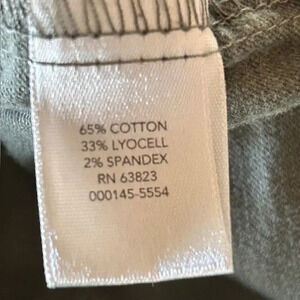 65% COTTON
33% LYOCELL
2% SPANDEX
RN 63823
000145-5554